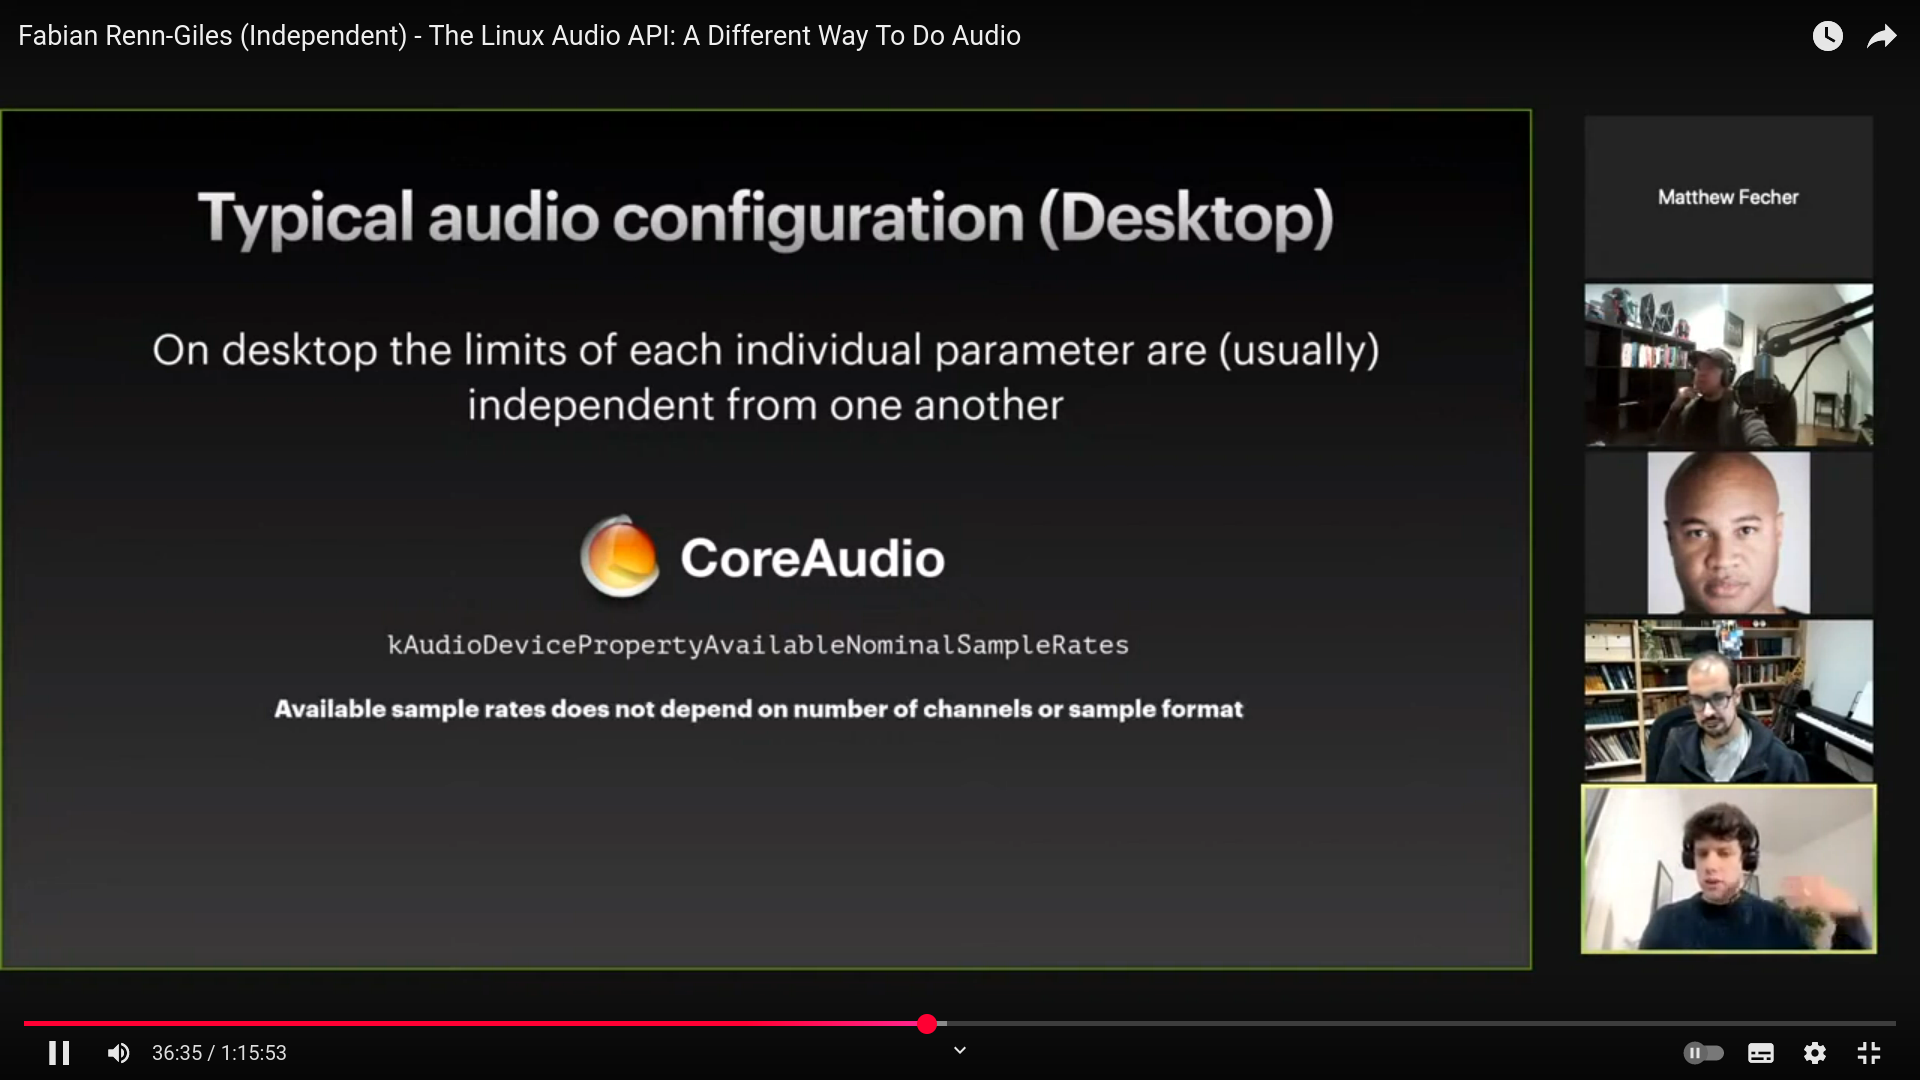 Fabian Renn-Giles (Independent) - The Linux Audio API: A Different Way To Do Audio
Typical audio configuration (Desktop)
On desktop the limits of each individual parameter are (usually)
independent from one another
CoreAudio
kAudioDevicePropertyAvailableNominalSampleRates
Available sample rates does not depend on number of channels or sample format
Matthew Fecher
36:35 / 1:15:53